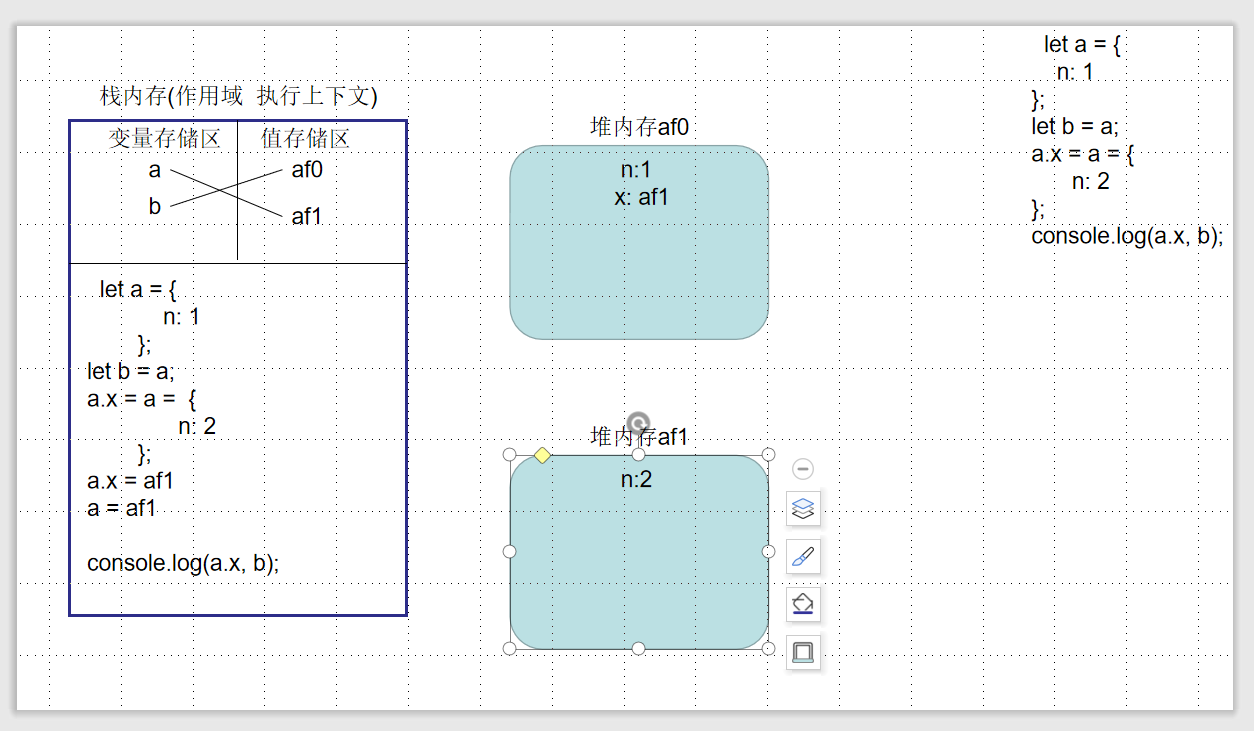 栈内存(作用域 执行上下文)
变量存储区 值存储区
a af0
b af1
let a = {
n: 1
};
let b = a;
a.x = a = {
n: 2
};
a.x = af1
a = af1
console.log(a.x, b);
堆内存af0
n:1
x: af1
堆内存af1
n:2
let a = {
n: 1
};
let b = a;
a.x = a = {
n: 2
};
console.log(a.x, b);